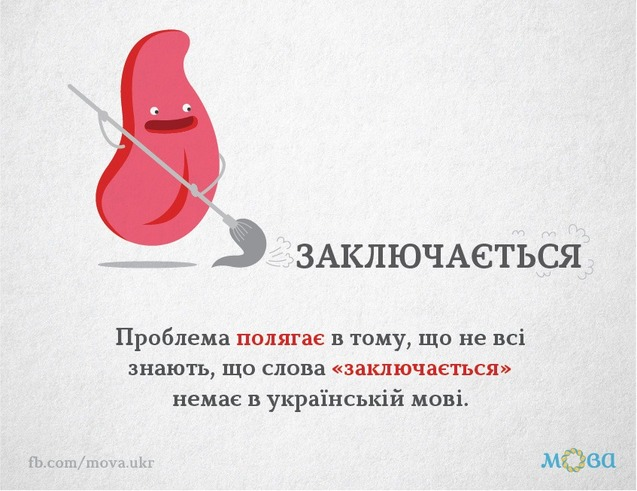 ЗАКЛЮЧАЄТЬСЯ
Проблема полягає в тому, що не всі
знають, що слова «заключається»
немає в українській мові.
fb.com/mova.ukr
мова